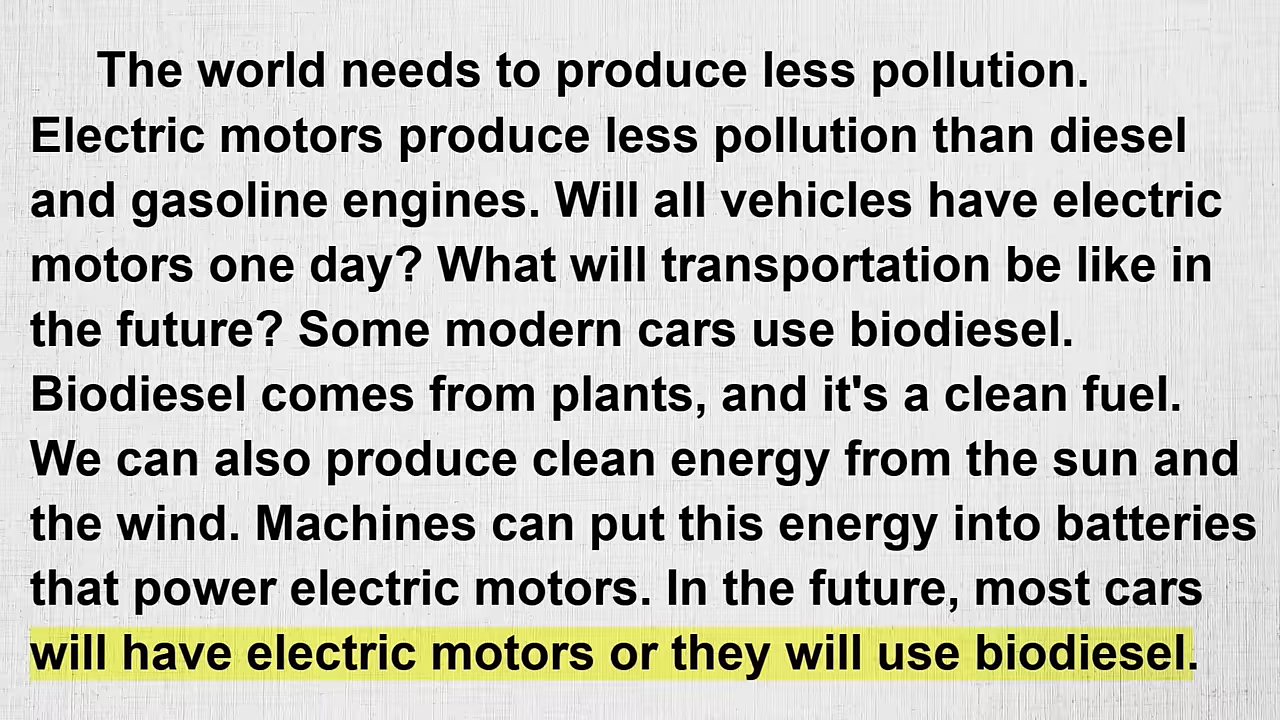 The world needs to produce less pollution.
Electric motors produce less pollution than diesel
and gasoline engines. Will all vehicles have electric
motors one day? What will transportation be like in
the future? Some modern cars use biodiesel.
Biodiesel comes from plants, and it's a clean fuel.
We can also produce clean energy from the sun and
the wind. Machines can put this energy into batteries
that power electric motors. In the future, most cars
will have electric motors or they will use biodiesel.